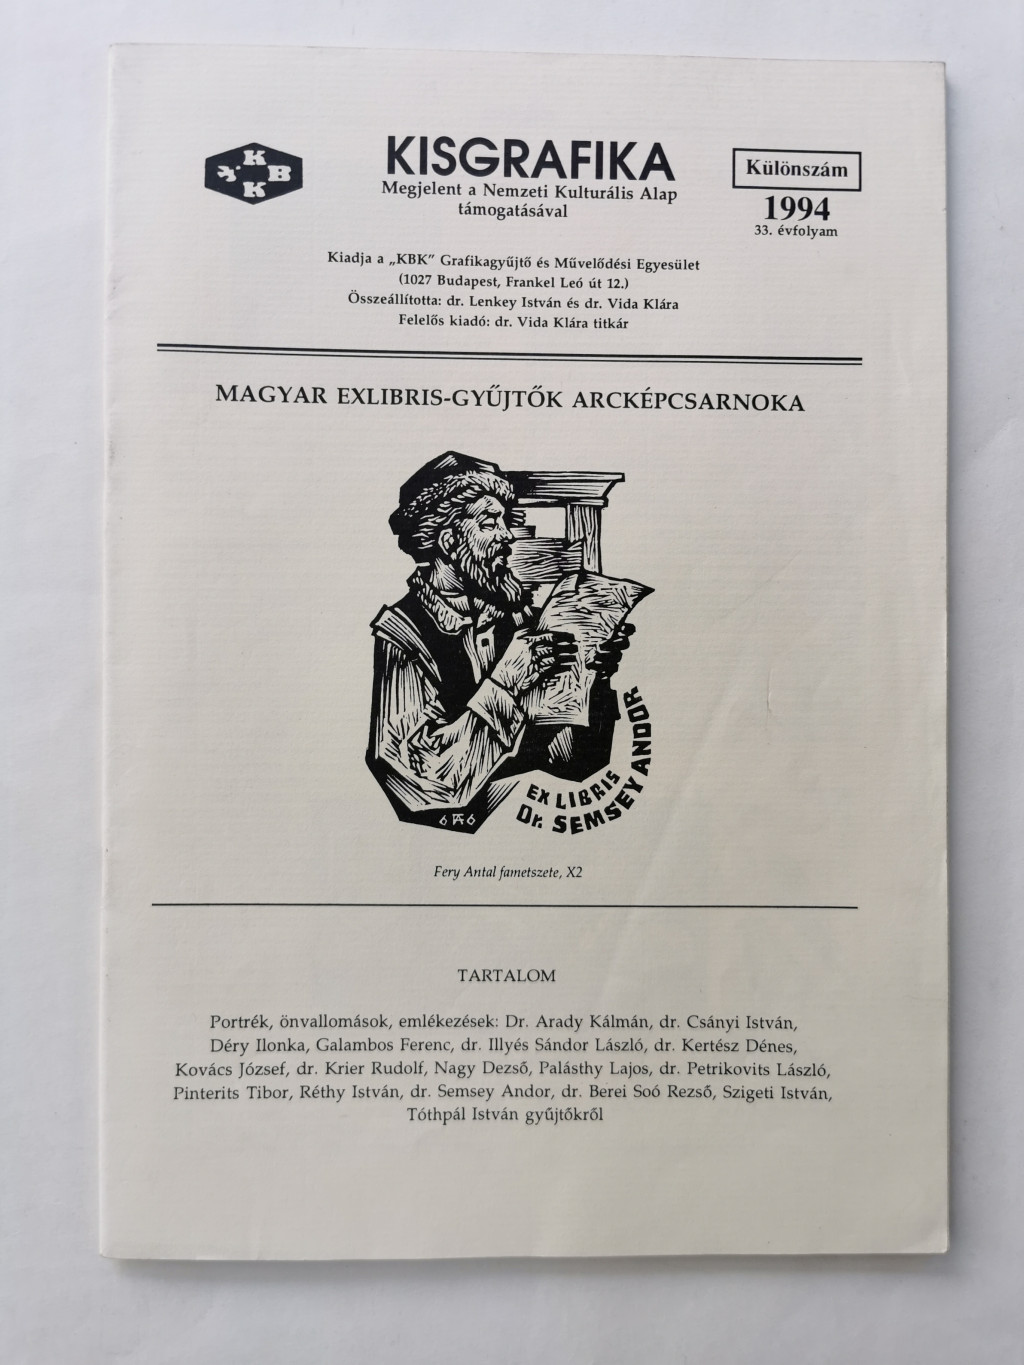 K
K B
K
KISGRAFIKA
Megjelent a Nemzeti Kulturális Alap
támogatásával
Különszám
1994
33. évfolyam
Kiadja a „KBK” Grafikagyűjtő és Művelődési Egyesület
(1027 Budapest, Frankel Leó út 12.)
Összeállította: dr. Lenkey István és dr. Vida Klára
Felelős kiadó: dr. Vida Klára titkár
MAGYAR EXLIBRIS-GYŰJTŐK ARCKÉPCSARNOKA
EX LIBRIS
Dr. SEMSEY ANDOR
6 FA 6
Fery Antal fametszete, X2
TARTALOM
Portrék, önvallomások, emlékezések: Dr. Arady Kálmán, dr. Csányi István,
Déry Ilonka, Galambos Ferenc, dr. Illyés Sándor László, dr. Kertész Dénes,
Kovács József, dr. Krier Rudolf, Nagy Dezső, Palásthy Lajos, dr. Petrikovits László,
Pinterits Tibor, Réthy István, dr. Semsey Andor, dr. Berei Soó Rezső, Szigeti István,
Tóthpál István gyűjtőkről